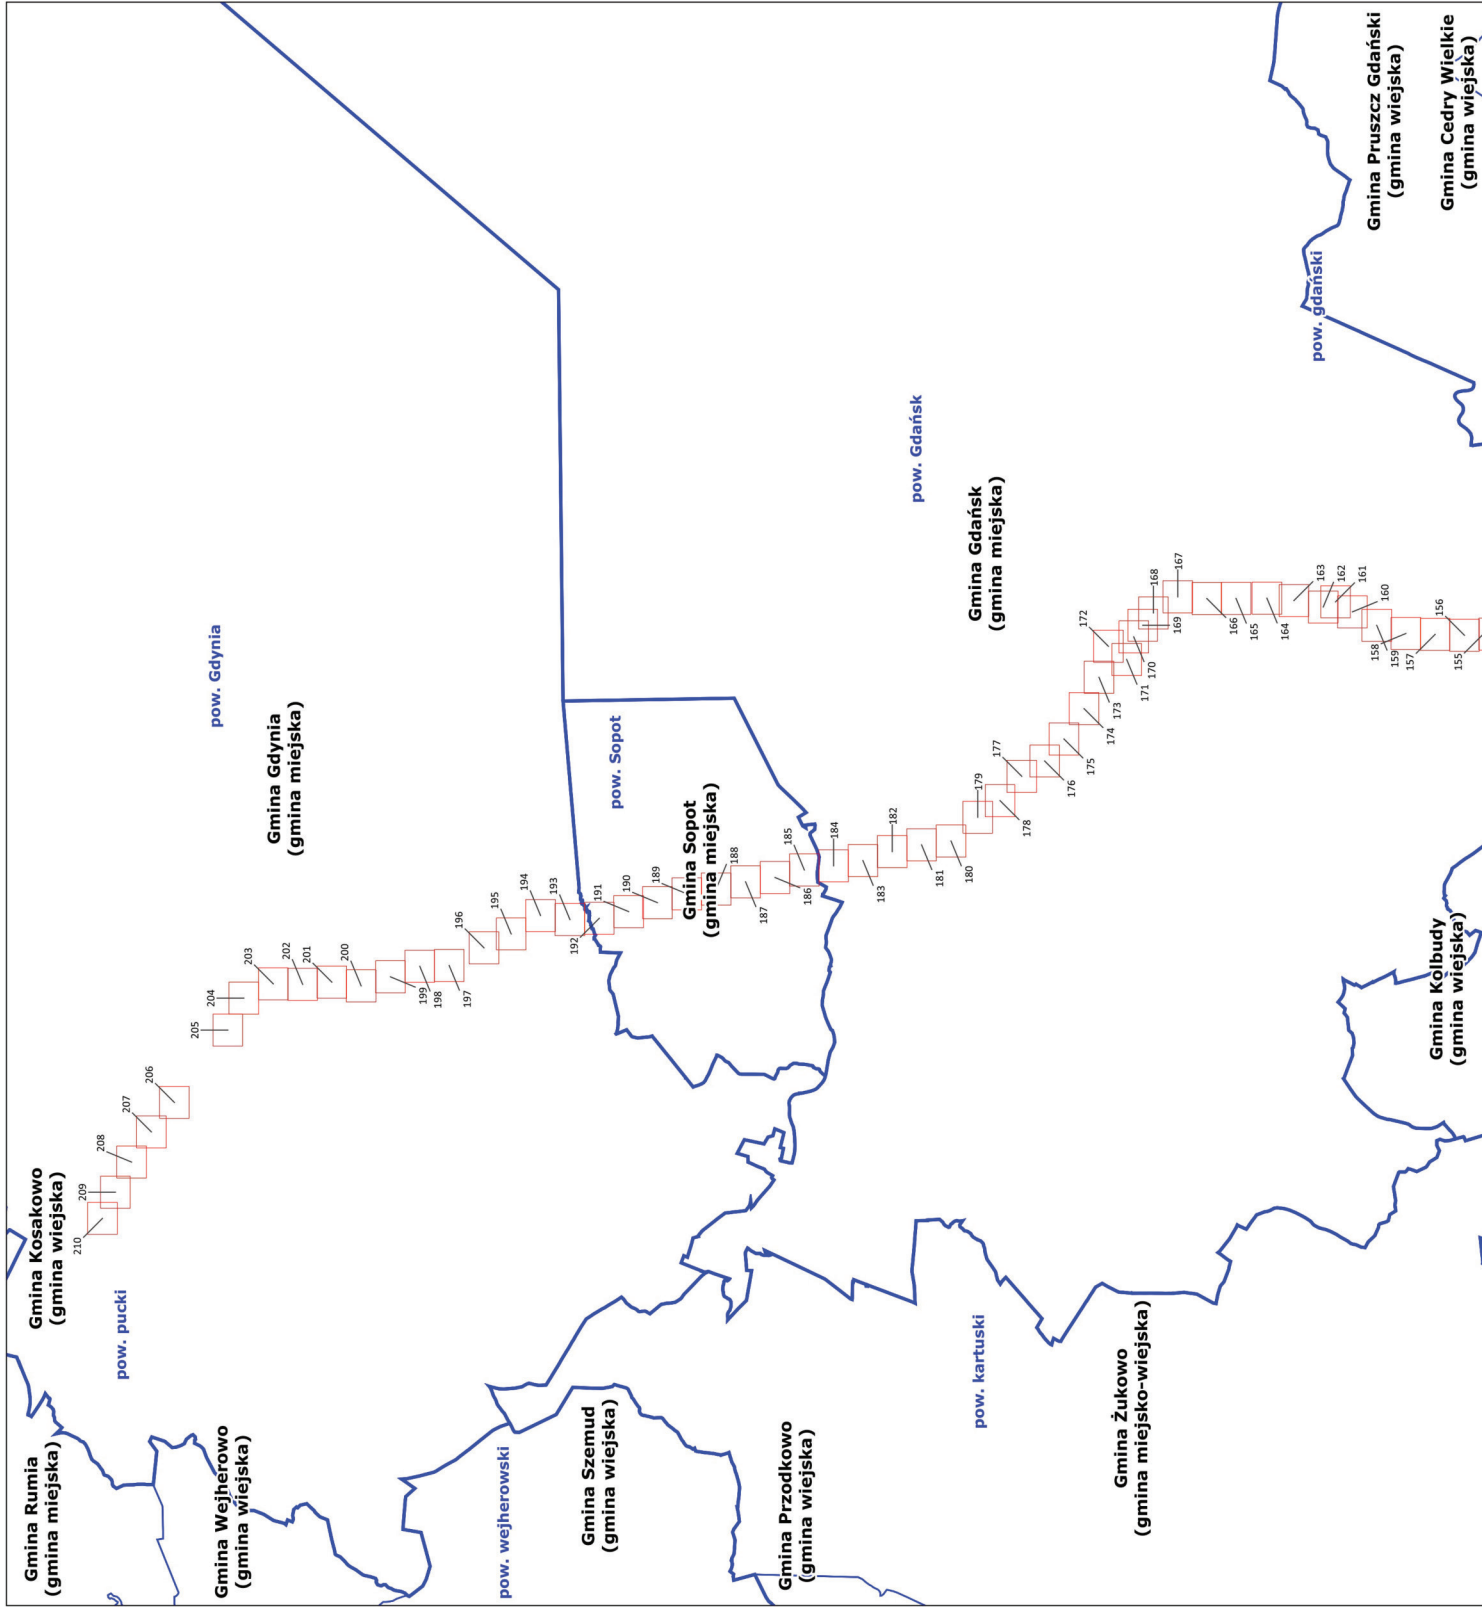 Gmina Rumia
(gmina miejska)
Gmina Kosakowo
(gmina wiejska)
pow. pucki
Gmina Wejherowo
(gmina wiejska)
pow. Gdynia
Gmina Gdynia
(gmina miejska)
210
209
208
207
206
205
204
203
202
201
200
199
198
197
196
195
194
193
192
191
190
189
188
187
186
185
184
183
182
181
180
179
178
177
176
175
174
173
172
171
170
169
168
167
166
165
164
163
162
161
160
159
158
157
156
155
pow. wejherowski
Gmina Szemud
(gmina wiejska)
pow. Sopot
Gmina Sopot
(gmina miejska)
Gmina Przodkowo
(gmina wiejska)
pow. Gdańsk
Gmina Gdańsk
(gmina miejska)
pow. kartuski
Gmina Żukowo
(gmina miejsko-wiejska)
pow. gdański
Gmina Pruszcz Gdański
(gmina wiejska)
Gmina Kolbudy
(gmina wiejska)
Gmina Cedry Wielkie
(gmina wiejska)